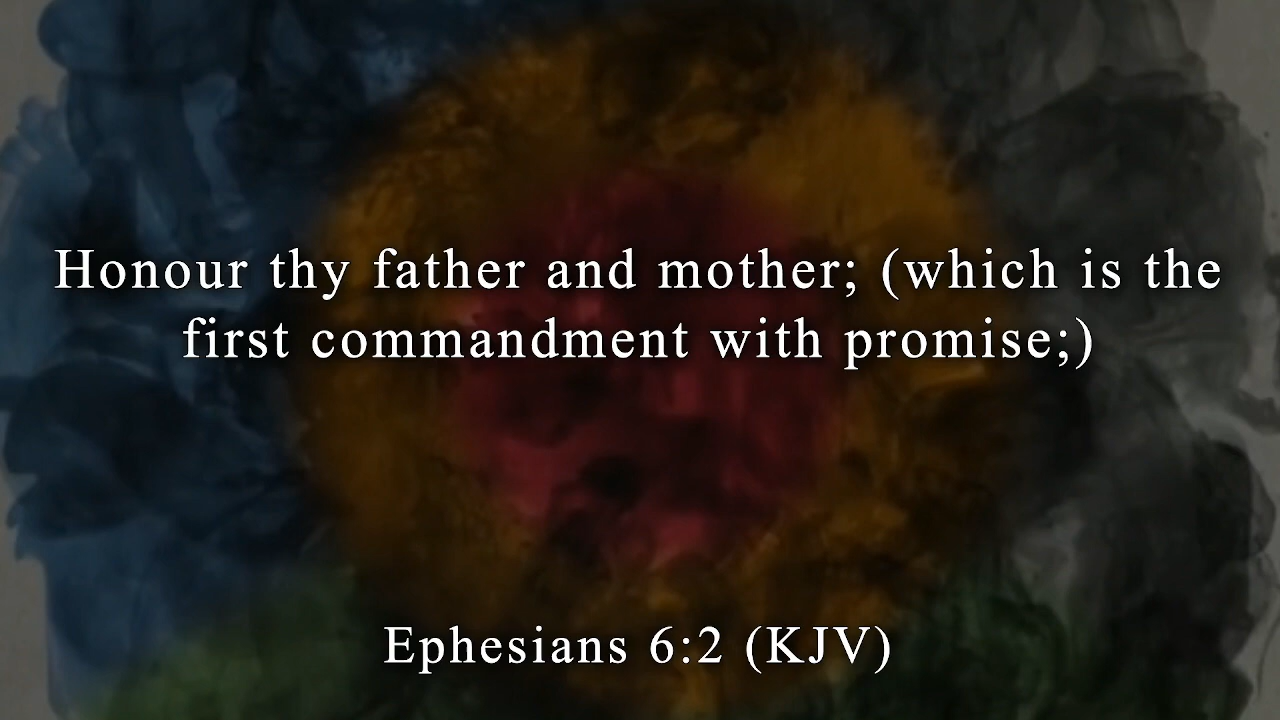 Honour thy father and mother; (which is the
first commandment with promise;)
Ephesians 6:2 (KJV)